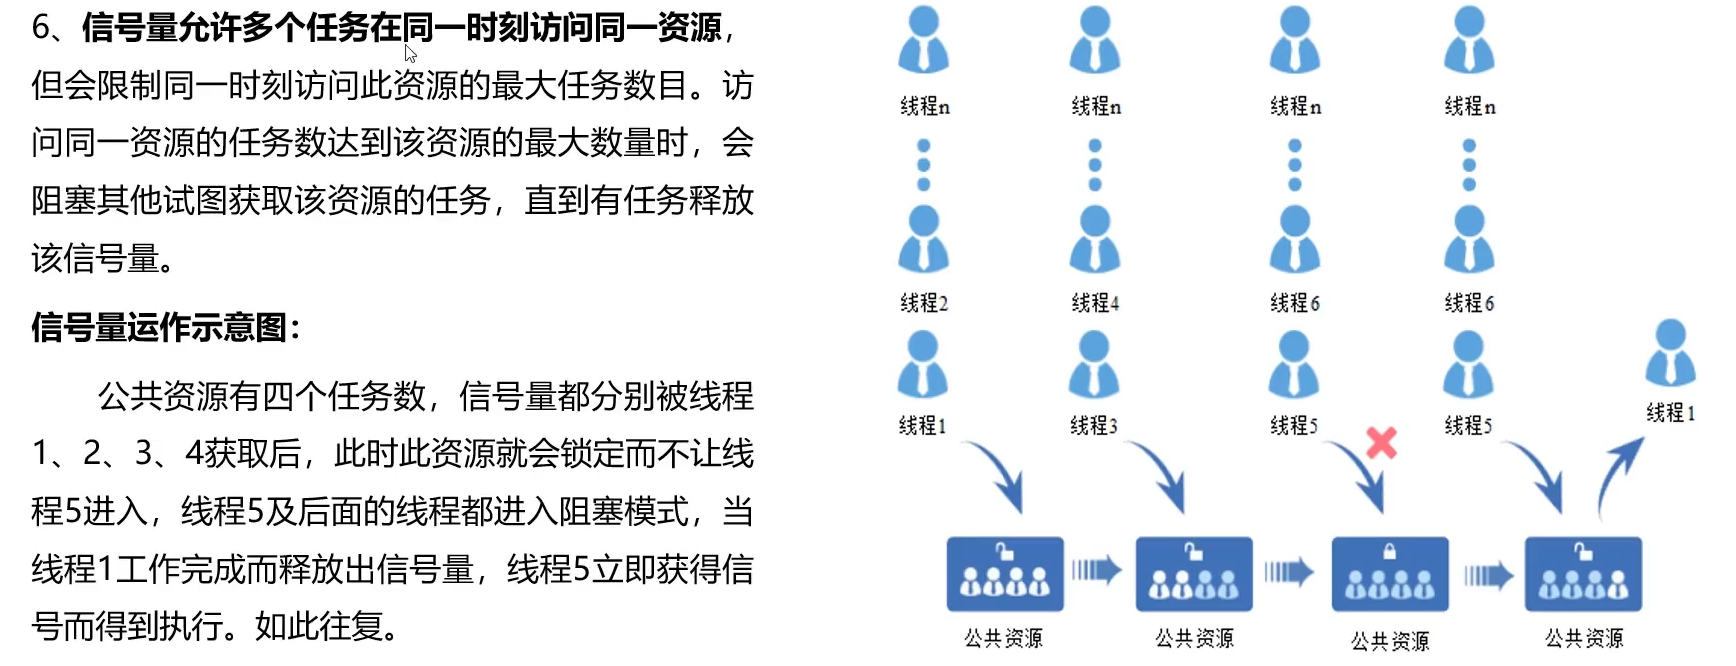 6、信号量允许多个任务在同一时刻访问同一资源，
但会限制同一时刻访问此资源的最大任务数目。访
问同一资源的任务数达到该资源的最大数量时，会
阻塞其他试图获取该资源的任务，直到有任务释放
该信号量。
信号量运作示意图：
公共资源有四个任务数，信号量都分别被线程
1、2、3、4获取后，此时此资源就会锁定而不让线
程5进入，线程5及后面的线程都进入阻塞模式，当
线程1工作完成而释放出信号量，线程5立即获得信
号而得到执行。如此往复。
线程n 线程n 线程n 线程n
线程2 线程4 线程6 线程6
线程1 线程3 线程5 线程5 线程1
公共资源 公共资源 公共资源 公共资源